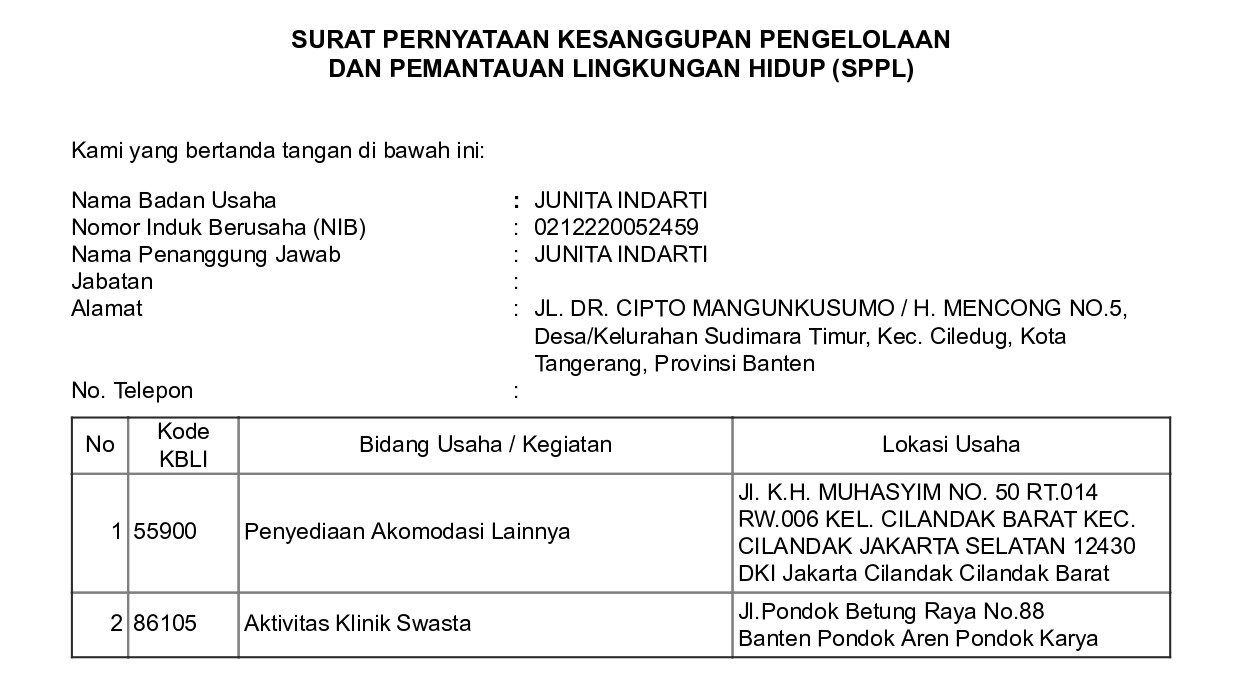 SURAT PERNYATAAN KESANGGUPAN PENGELOLAAN
DAN PEMANTAUAN LINGKUNGAN HIDUP (SPPL)
Kami yang bertanda tangan di bawah ini:
Nama Badan Usaha : JUNITA INDARTI
Nomor Induk Berusaha (NIB) : 0212220052459
Nama Penanggung Jawab : JUNITA INDARTI
Jabatan :
Alamat : JL. DR. CIPTO MANGUNKUSUMO / H. MENCONG NO.5,
Desa/Kelurahan Sudimara Timur, Kec. Ciledug, Kota
Tangerang, Provinsi Banten
No. Telepon :
No Kode KBLI Bidang Usaha / Kegiatan Lokasi Usaha
1 55900 Penyediaan Akomodasi Lainnya Jl. K.H. MUHASYIM NO. 50 RT.014
RW.006 KEL. CILANDAK BARAT KEC.
CILANDAK JAKARTA SELATAN 12430
DKI Jakarta Cilandak Cilandak Barat
2 86105 Aktivitas Klinik Swasta Jl.Pondok Betung Raya No.88
Banten Pondok Aren Pondok Karya